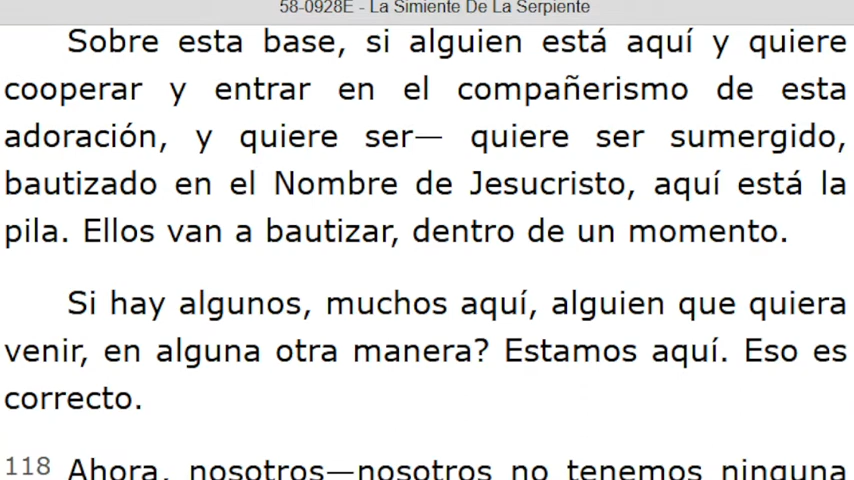 58-0928E - La Simiente De La Serpiente
Sobre esta base, si alguien está aquí y quiere
cooperar y entrar en el compañerismo de esta
adoración, y quiere ser— quiere ser sumergido,
bautizado en el Nombre de Jesucristo, aquí está la
pila. Ellos van a bautizar, dentro de un momento.
Si hay algunos, muchos aquí, alguien que quiera
venir, en alguna otra manera? Estamos aquí. Eso es
correcto.
118 Ahora, nosotros—nosotros no tenemos ninguna